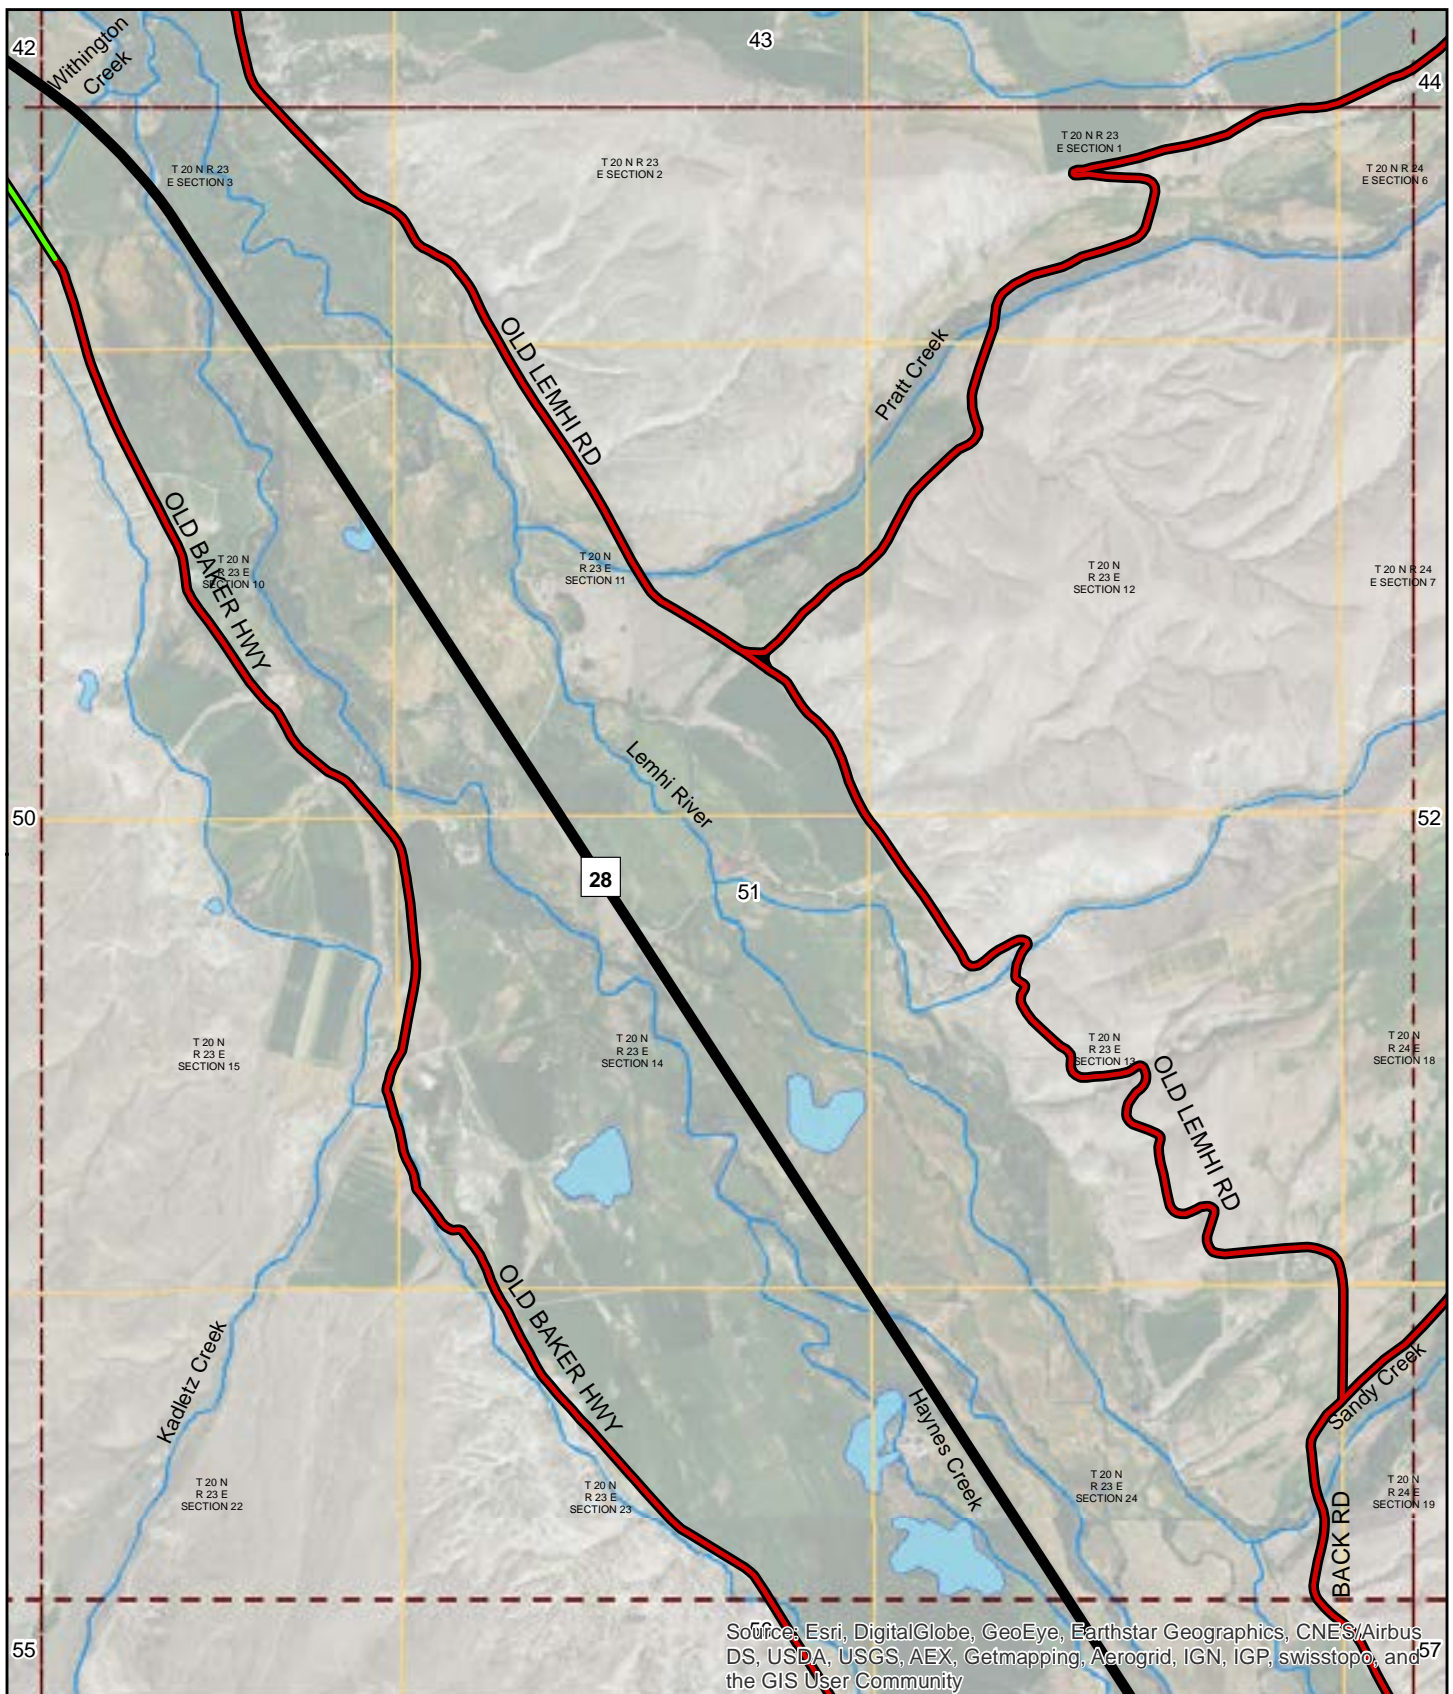 42
Withington
Creek
43
44
T 20 N R 23
E SECTION 3
T 20 N R 23
E SECTION 2
T 20 N R 23
E SECTION 1
T 20 N R 24
E SECTION 6
OLD LEMHI RD
Pratt Creek
OLD BAKER HWY
T 20 N
R 23 E
SECTION 10
T 20 N
R 23 E
SECTION 11
T 20 N
R 23 E
SECTION 12
T 20 N R 24
E SECTION 7
Lemhi River
50
28
51
52
T 20 N
R 23 E
SECTION 15
T 20 N
R 23 E
SECTION 14
T 20 N
R 23 E
SECTION 13
T 20 N
R 24 E
SECTION 18
OLD LEMHI RD
OLD BAKER HWY
Kadletz Creek
Haynes Creek
Sandy Creek
T 20 N
R 23 E
SECTION 22
T 20 N
R 23 E
SECTION 23
T 20 N
R 23 E
SECTION 24
T 20 N
R 24 E
SECTION 19
BACK RD
55
56
57
Source: Esri, DigitalGlobe, GeoEye, Earthstar Geographics, CNES/Airbus
DS, USDA, USGS, AEX, Getmapping, Aerogrid, IGN, IGP, swisstopo, and
the GIS User Community